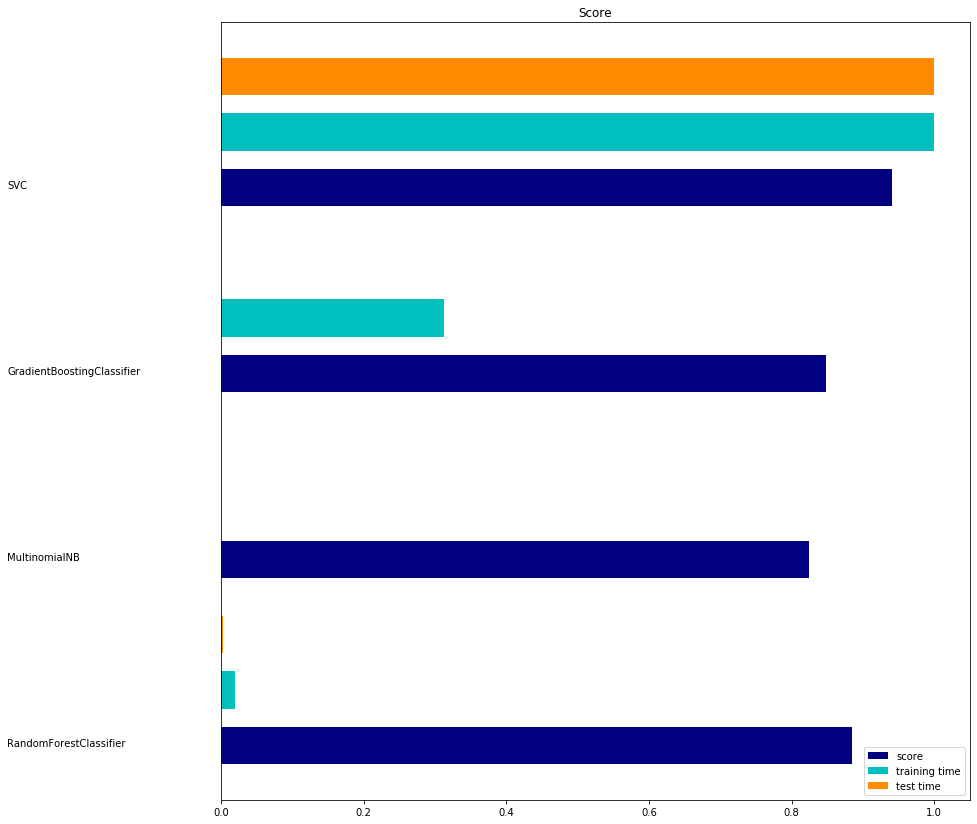 Score
SVC
GradientBoostingClassifier
MultinomialNB
RandomForestClassifier
score
training time
test time
0.0 0.2 0.4 0.6 0.8 1.0